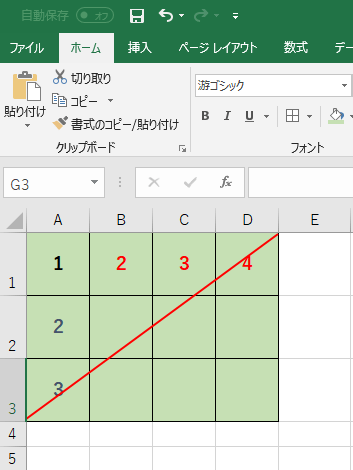 自動保存 オフ
ファイル ホーム 挿入 ページ レイアウト 数式 デー
貼り付け
切り取り
コピー
書式のコピー/貼り付け
クリップボード
游ゴシック
B I U
フォント
G3 fx
A B C D E
1 1 2 3 4
2 2
3 3
4
5